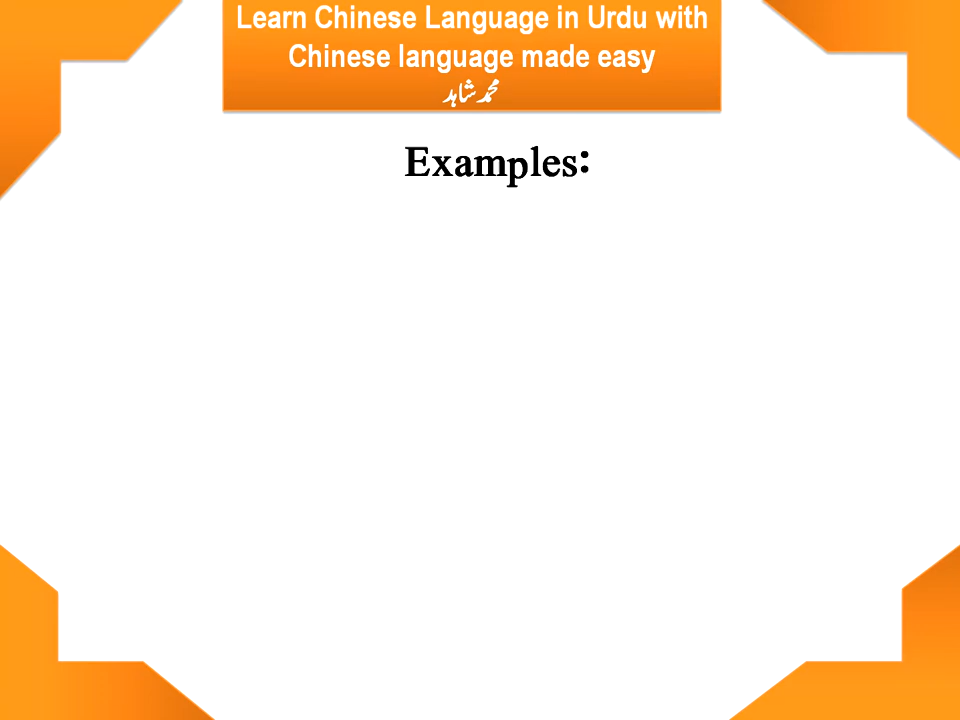 Learn Chinese Language in Urdu with
Chinese language made easy
محمد شاہد
Examples: